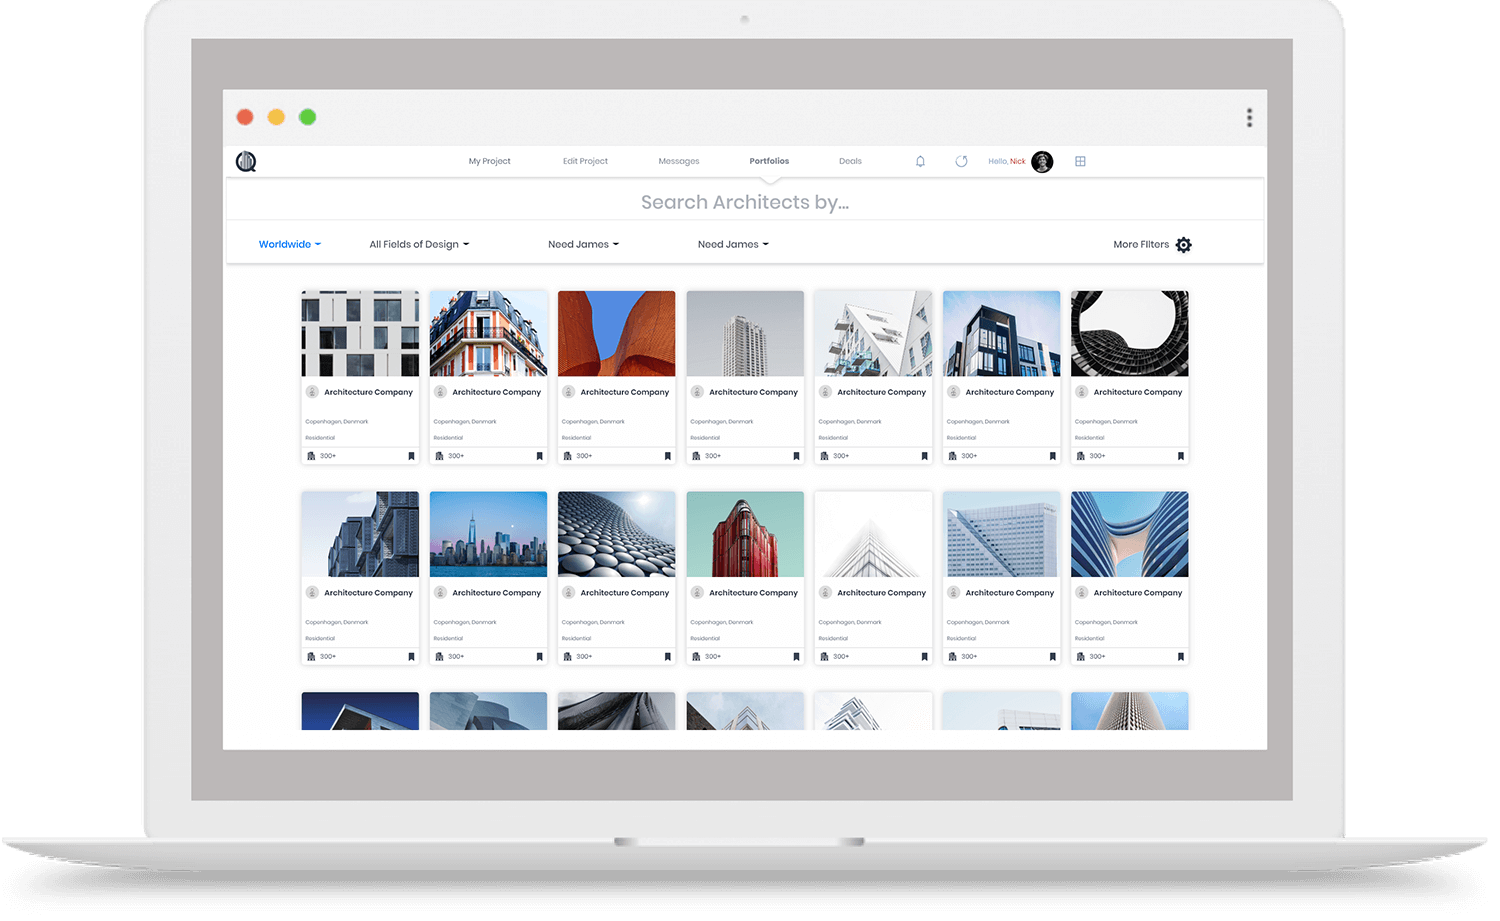 My Project Edit Project Messages Portfolios Deals Hello, Nick
Search Architects by...
Worldwide All Fields of Design Need James Need James More Filters
Architecture Company Architecture Company Architecture Company Architecture Company Architecture Company Architecture Company Architecture Company
Copenhagen, Denmark Copenhagen, Denmark Copenhagen, Denmark Copenhagen, Denmark Copenhagen, Denmark Copenhagen, Denmark Copenhagen, Denmark
Residential Residential Residential Residential Residential Residential Residential
300+ 300+ 300+ 300+ 300+ 300+ 300+
Architecture Company Architecture Company Architecture Company Architecture Company Architecture Company Architecture Company Architecture Company
Copenhagen, Denmark Copenhagen, Denmark Copenhagen, Denmark Copenhagen, Denmark Copenhagen, Denmark Copenhagen, Denmark Copenhagen, Denmark
Residential Residential Residential Residential Residential Residential Residential
300+ 300+ 300+ 300+ 300+ 300+ 300+